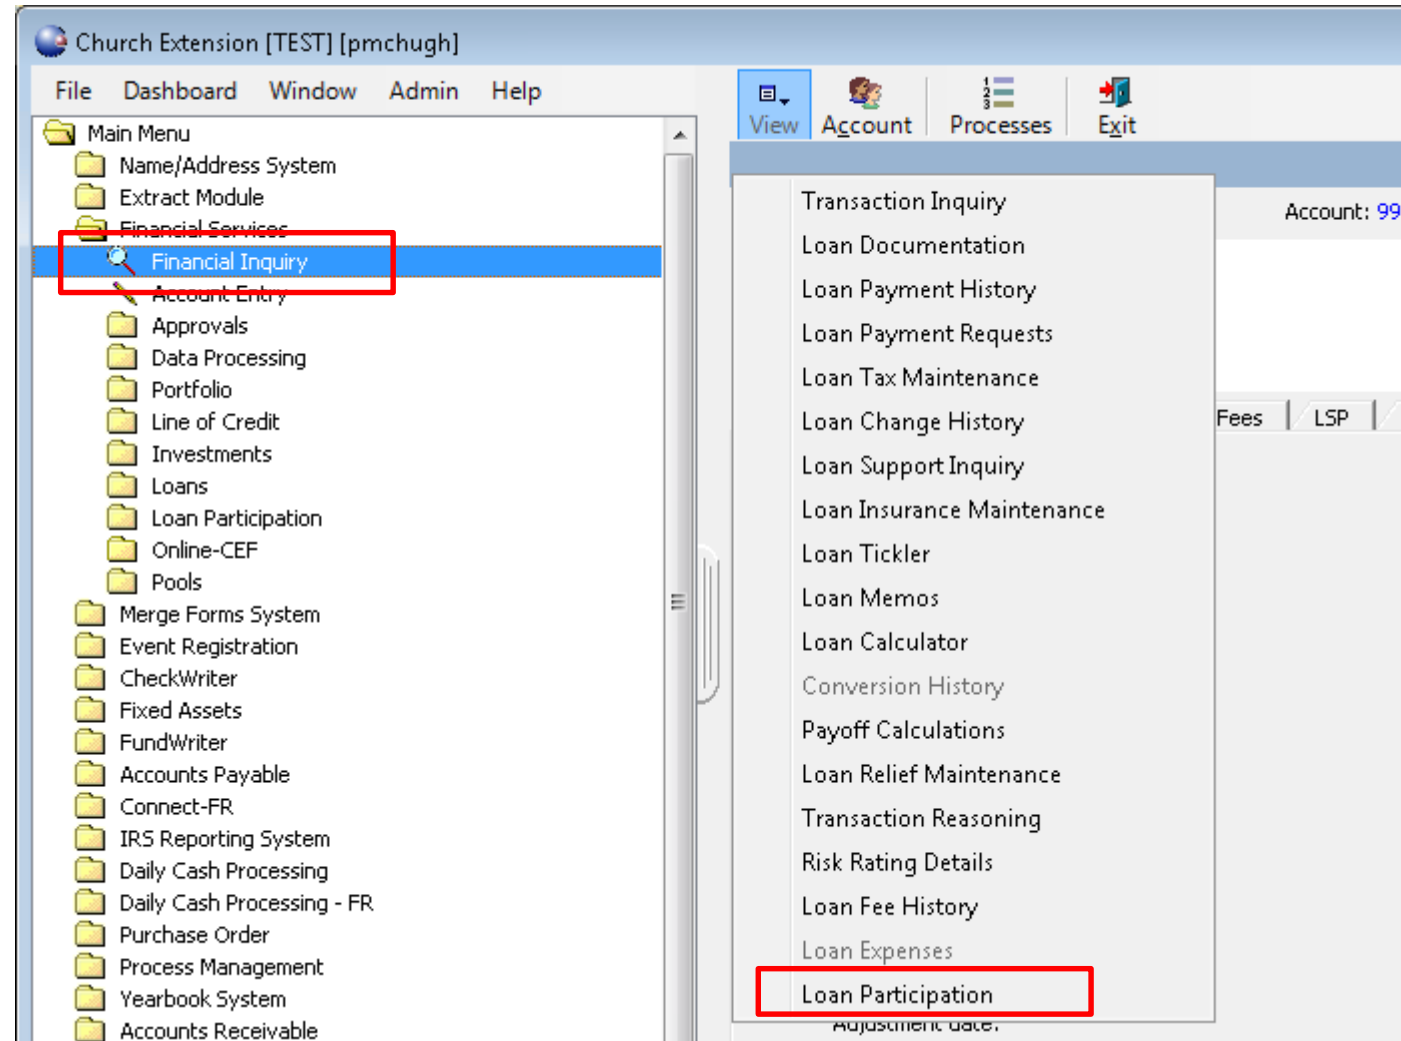 Church Extension [TEST] [pmchugh]
File Dashboard Window Admin Help
Main Menu
Name/Address System
Extract Module
Financial Services
Financial Inquiry
Account Entry
Approvals
Data Processing
Portfolio
Line of Credit
Investments
Loans
Loan Participation
Online-CEF
Pools
Merge Forms System
Event Registration
CheckWriter
Fixed Assets
FundWriter
Accounts Payable
Connect-FR
IRS Reporting System
Daily Cash Processing
Daily Cash Processing - FR
Purchase Order
Process Management
Yearbook System
Accounts Receivable
View Account Processes Exit
Transaction Inquiry
Loan Documentation
Loan Payment History
Loan Payment Requests
Loan Tax Maintenance
Loan Change History
Loan Support Inquiry
Loan Insurance Maintenance
Loan Tickler
Loan Memos
Loan Calculator
Conversion History
Payoff Calculations
Loan Relief Maintenance
Transaction Reasoning
Risk Rating Details
Loan Fee History
Loan Expenses
Loan Participation
Adjustment date:
Account: 99
Fees LSP